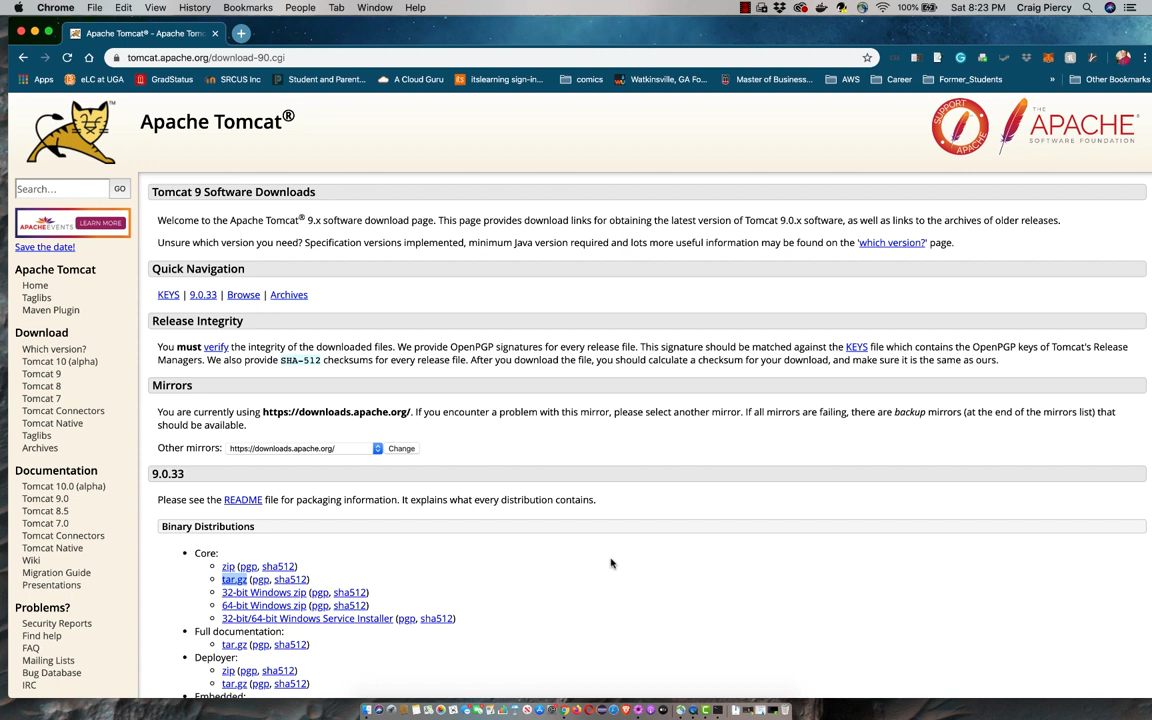 Chrome File Edit View History Bookmarks People Tab Window Help 100% Sat 8:23 PM Craig Piercy
Apache Tomcat® - Apache Tomc
tomcat.apache.org/download-90.cgi
Apps eLC at UGA GradStatus SRCUS Inc Student and Parent... A Cloud Guru itslearning sign-in... comics Watkinsville, GA Fo... Master of Business... AWS Career Former_Students » Other Bookmarks
Apache Tomcat®
SUPPORT APACHE
THE APACHE® SOFTWARE FOUNDATION
Search... GO
APACHEEVENTS LEARN MORE
Save the date!
Apache Tomcat
Home
Taglibs
Maven Plugin
Download
Which version?
Tomcat 10 (alpha)
Tomcat 9
Tomcat 8
Tomcat 7
Tomcat Connectors
Tomcat Native
Taglibs
Archives
Documentation
Tomcat 10.0 (alpha)
Tomcat 9.0
Tomcat 8.5
Tomcat 7.0
Tomcat Connectors
Tomcat Native
Wiki
Migration Guide
Presentations
Problems?
Security Reports
Find help
FAQ
Mailing Lists
Bug Database
IRC
Tomcat 9 Software Downloads
Welcome to the Apache Tomcat® 9.x software download page. This page provides download links for obtaining the latest version of Tomcat 9.0.x software, as well as links to the archives of older releases.
Unsure which version you need? Specification versions implemented, minimum Java version required and lots more useful information may be found on the 'which version?' page.
Quick Navigation
KEYS | 9.0.33 | Browse | Archives
Release Integrity
You must verify the integrity of the downloaded files. We provide OpenPGP signatures for every release file. This signature should be matched against the KEYS file which contains the OpenPGP keys of Tomcat's Release
Managers. We also provide SHA-512 checksums for every release file. After you download the file, you should calculate a checksum for your download, and make sure it is the same as ours.
Mirrors
You are currently using https://downloads.apache.org/. If you encounter a problem with this mirror, please select another mirror. If all mirrors are failing, there are backup mirrors (at the end of the mirrors list) that
should be available.
Other mirrors: https://downloads.apache.org/ Change
9.0.33
Please see the README file for packaging information. It explains what every distribution contains.
Binary Distributions
Core:
zip (pgp, sha512)
tar.gz (pgp, sha512)
32-bit Windows zip (pgp, sha512)
64-bit Windows zip (pgp, sha512)
32-bit/64-bit Windows Service Installer (pgp, sha512)
Full documentation:
tar.gz (pgp, sha512)
Deployer:
zip (pgp, sha512)
tar.gz (pgp, sha512)
Embedded: